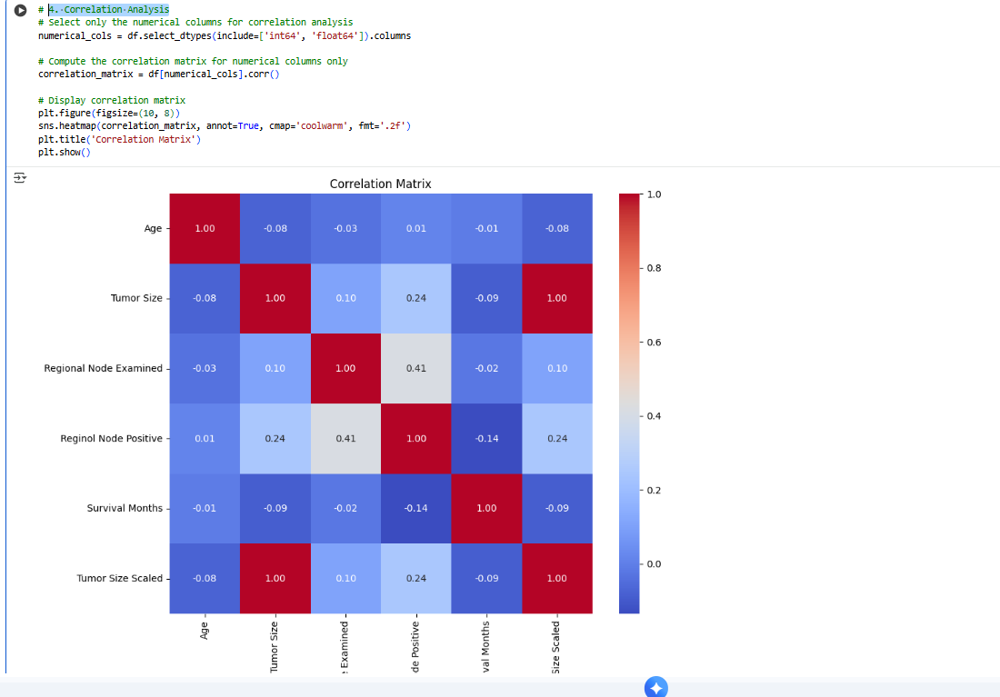 # 4. Correlation Analysis
# Select only the numerical columns for correlation analysis
numerical_cols = df.select_dtypes(include=['int64', 'float64']).columns
# Compute the correlation matrix for numerical columns only
correlation_matrix = df[numerical_cols].corr()
# Display correlation matrix
plt.figure(figsize=(10, 8))
sns.heatmap(correlation_matrix, annot=True, cmap='coolwarm', fmt='.2f')
plt.title('Correlation Matrix')
plt.show()
Correlation Matrix
Age 1.00 -0.08 -0.03 0.01 -0.01 -0.08
Tumor Size -0.08 1.00 0.10 0.24 -0.09 1.00
Regional Node Examined -0.03 0.10 1.00 0.41 -0.02 0.10
Reginol Node Positive 0.01 0.24 0.41 1.00 -0.14 0.24
Survival Months -0.01 -0.09 -0.02 -0.14 1.00 -0.09
Tumor Size Scaled -0.08 1.00 0.10 0.24 -0.09 1.00
Age
Tumor Size
e Examined
de Positive
val Months
Size Scaled
1.0
0.8
0.6
0.4
0.2
0.0